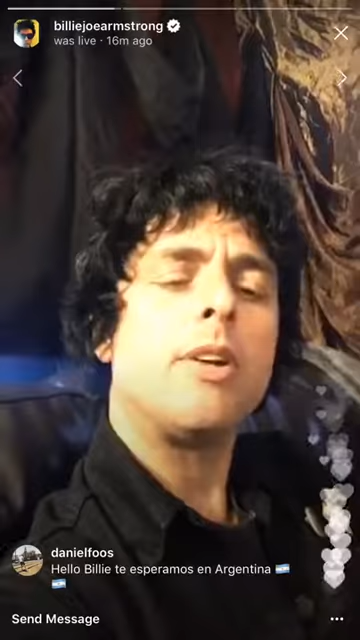 billiejoearmstrong
was live · 16m ago
danielfoos
Hello Billie te esperamos en Argentina 🇦🇷
🇦🇷
Send Message